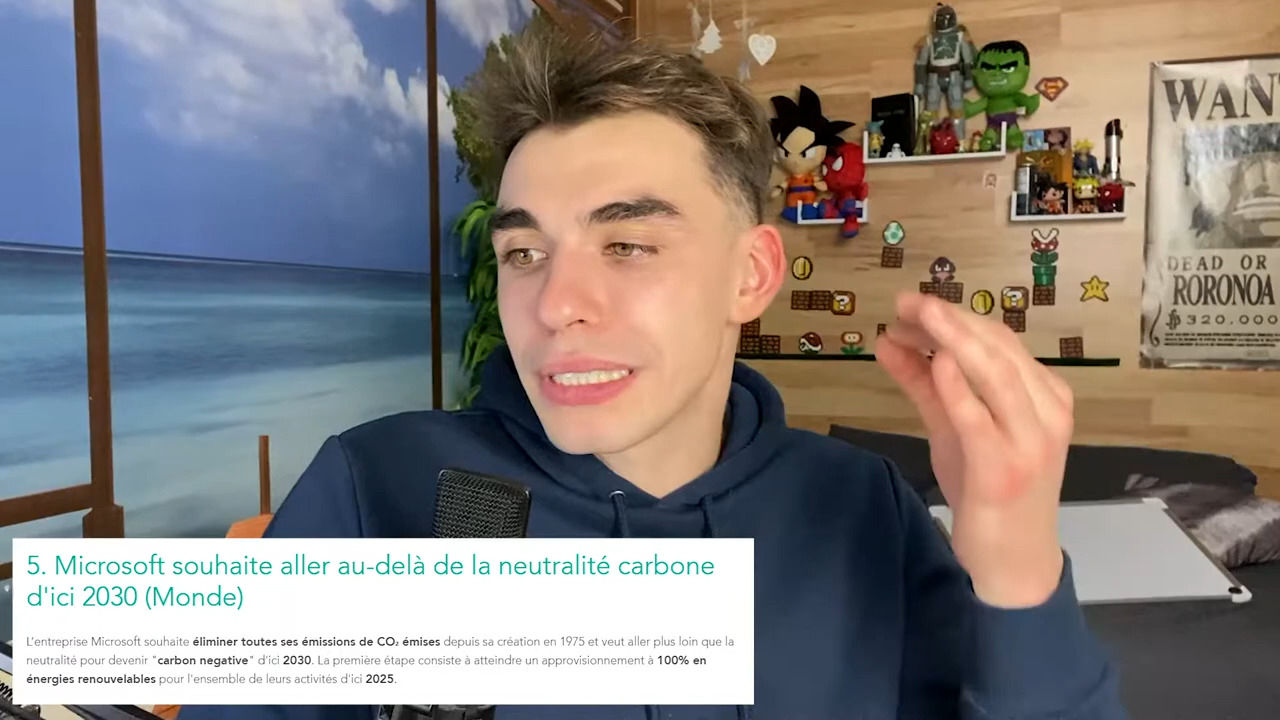 WAN
DEAD OR
RORONOA
320.000
5. Microsoft souhaite aller au-delà de la neutralité carbone
d'ici 2030 (Monde)
L'entreprise Microsoft souhaite éliminer toutes ses émissions de CO₂ émises depuis sa création en 1975 et veut aller plus loin que la
neutralité pour devenir "carbon negative" d'ici 2030. La première étape consiste à atteindre un approvisionnement à 100% en
énergies renouvelables pour l'ensemble de leurs activités d'ici 2025.